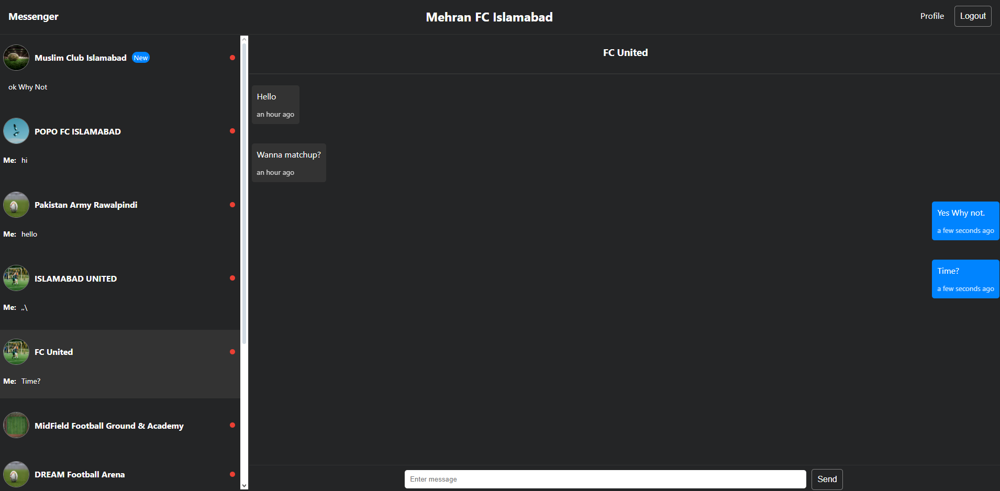 Messenger
Mehran FC Islamabad
Profile
Logout
Muslim Club Islamabad New
ok Why Not
POPO FC ISLAMABAD
Me: hi
Pakistan Army Rawalpindi
Me: hello
ISLAMABAD UNITED
Me: ,,\
FC United
Me: Time?
MidField Football Ground & Academy
DREAM Football Arena
FC United
Hello
an hour ago
Wanna matchup?
an hour ago
Yes Why not.
a few seconds ago
Time?
a few seconds ago
Enter message
Send